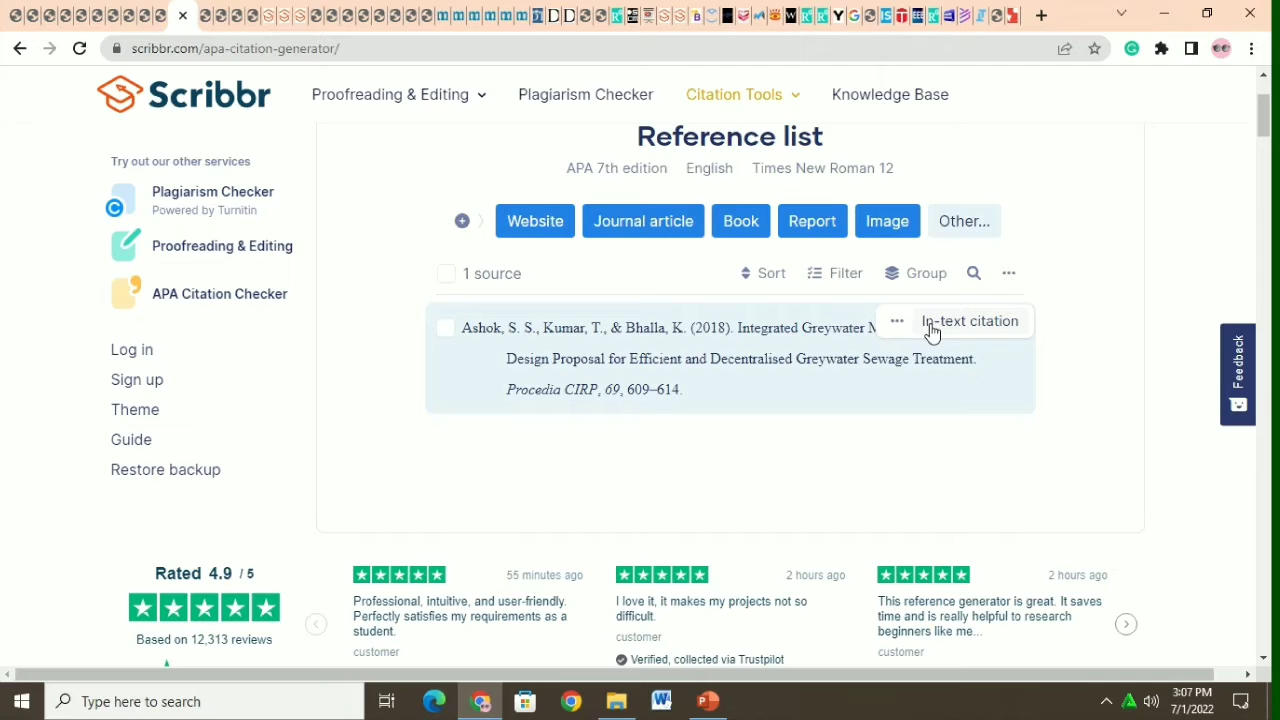 scribbr.com/apa-citation-generator/
Scribbr
Proofreading & Editing
Plagiarism Checker
Citation Tools
Knowledge Base
Try out our other services
Plagiarism Checker
Powered by Turnitin
Proofreading & Editing
APA Citation Checker
Log in
Sign up
Theme
Guide
Restore backup
Reference list
APA 7th edition English Times New Roman 12
Website Journal article Book Report Image Other...
1 source
Sort Filter Group
Ashok, S. S., Kumar, T., & Bhalla, K. (2018). Integrated Greywater
In-text citation
Design Proposal for Efficient and Decentralised Greywater Sewage Treatment.
Procedia CIRP, 69, 609–614.
Feedback
Rated 4.9 / 5
Based on 12,313 reviews
55 minutes ago
Professional, intuitive, and user-friendly.
Perfectly satisfies my requirements as a
student.
customer
2 hours ago
I love it, it makes my projects not so
difficult.
customer
Verified, collected via Trustpilot
2 hours ago
This reference generator is great. It saves
time and is really helpful to research
beginners like me...
customer
Type here to search
3:07 PM
7/1/2022